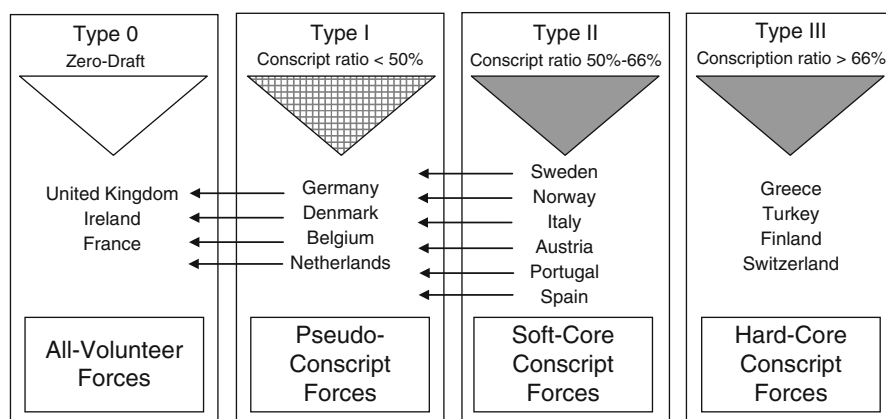 Type 0
Zero-Draft
United Kingdom
Ireland
France
All-Volunteer
Forces
Type I
Conscript ratio < 50%
Germany
Denmark
Belgium
Netherlands
Pseudo-
Conscript
Forces
Type II
Conscript ratio 50%-66%
Sweden
Norway
Italy
Austria
Portugal
Spain
Soft-Core
Conscript
Forces
Type III
Conscription ratio > 66%
Greece
Turkey
Finland
Switzerland
Hard-Core
Conscript
Forces